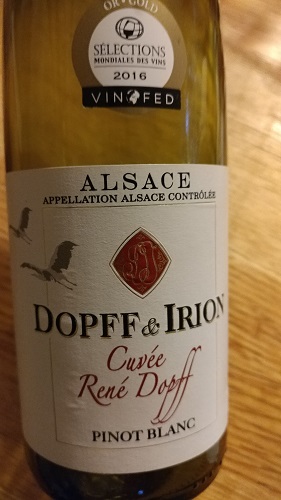 OR • GOLD
SÉLECTIONS
MONDIALES DES VINS
2016
VINOFED
ALSACE
APPELLATION ALSACE CONTRÔLÉE
DOPFF & IRION
Cuvée
René Dopff
PINOT BLANC